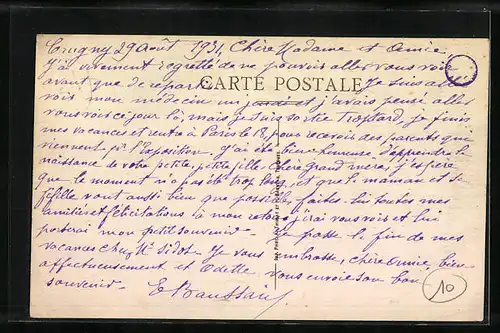 Crugny 29 Août 1931, Chère Madame et Amie
J'ai vivement regretté de ne pouvoir aller vous voir
avant que de repartir Je suis allé
CARTE POSTALE
voir mon médecin un jeudi et j'avais pensé aller
vous voir ce jour là, mais je suis sortie trop tard, je finis
mes vacances et rentre à Paris le 18, pour recevoir des parents qui
viennent pr l'Exposition. J'ai été bien heureuse d'apprendre la
naissance de votre petite, petite fille chère grand'mère, j'espère
que le moment n'a pas été trop long, et que la maman et sa
fillette vont aussi bien que possible, faites-lui toutes mes
amitiés et félicitations à mon retour j'irai vous voir et lui
porterai mon petit souvenir. Je passe la fin de mes
vacances chez Me Sidot. Je vous embrasse, chère Amie, bien
affectueusement et Odette vous envoie son bon
souvenir. E Baussart
10